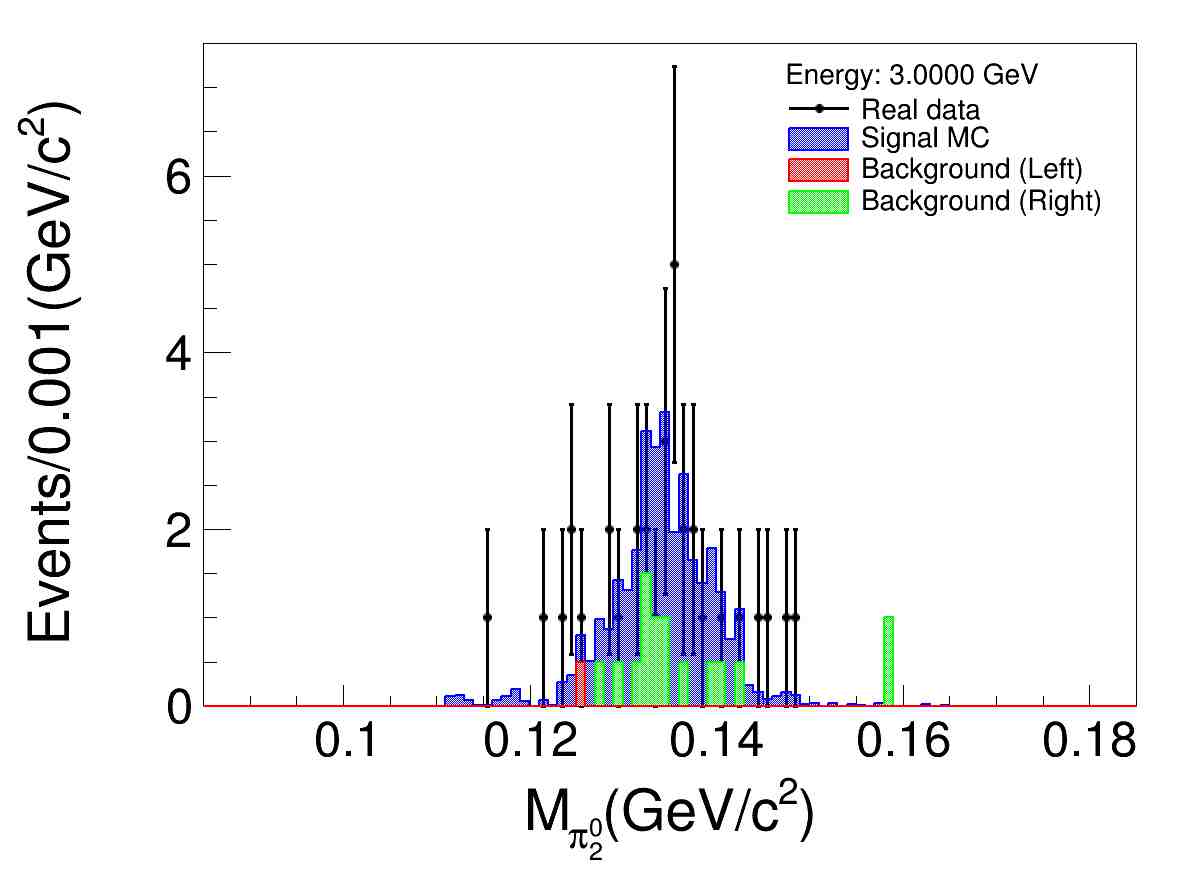 Energy: 3.0000 GeV
Real data
Signal MC
Background (Left)
Background (Right)
Events/0.001(GeV/c²)
6
4
2
0
0.1 0.12 0.14 0.16 0.18
M_{π⁰₂}(GeV/c²)